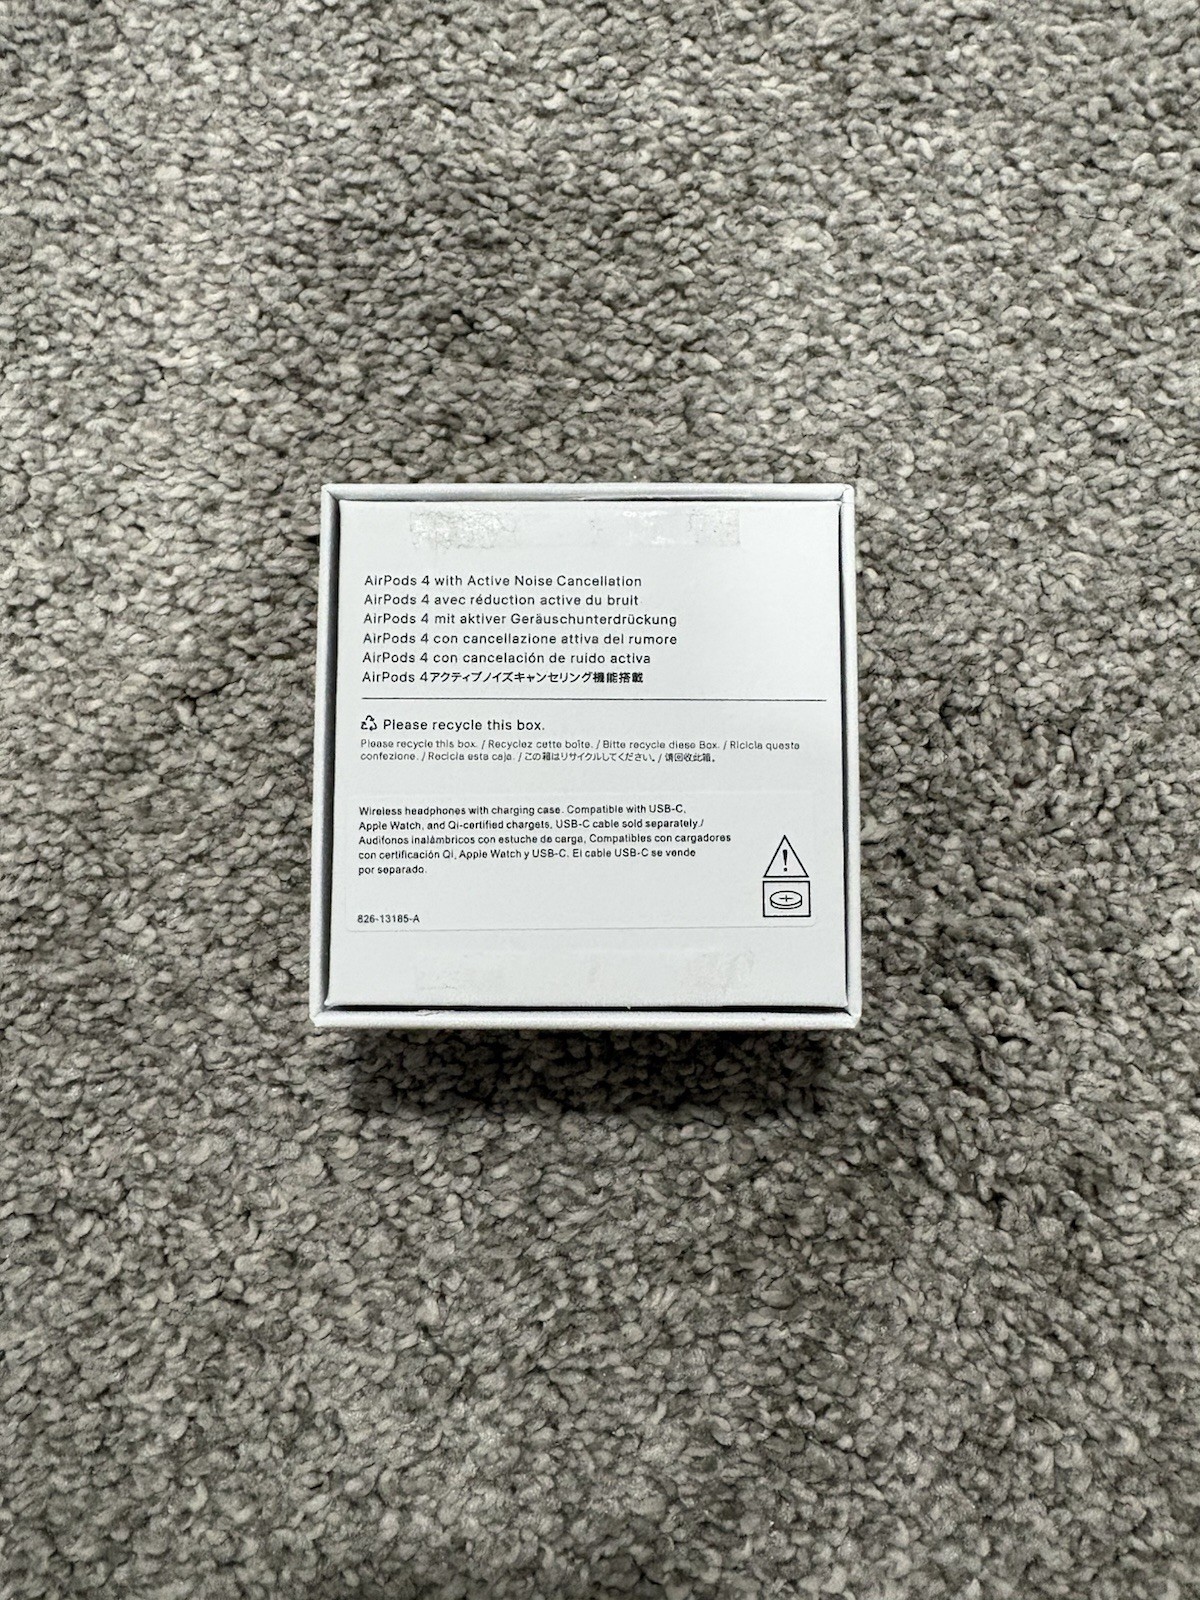 AirPods 4 with Active Noise Cancellation
AirPods 4 avec réduction active du bruit
AirPods 4 mit aktiver Geräuschunterdrückung
AirPods 4 con cancellazione attiva del rumore
AirPods 4 con cancelación de ruido activa
AirPods 4アクティブノイズキャンセリング機能搭載
Please recycle this box.
Please recycle this box. / Recyclez cette boîte. / Bitte recycle diese Box. / Ricicla questa
confezione. / Recicla esta caja. / この箱はリサイクルしてください。/ 请回收此箱。
Wireless headphones with charging case. Compatible with USB-C,
Apple Watch, and Qi-certified chargets, USB-C cable sold separately./
Audífonos inalámbricos con estuche de carga, Compatibles con cargadores
con certificación Qi, Apple Watch y USB-C. El cable USB-C se vende
por separado.
826-13185-A